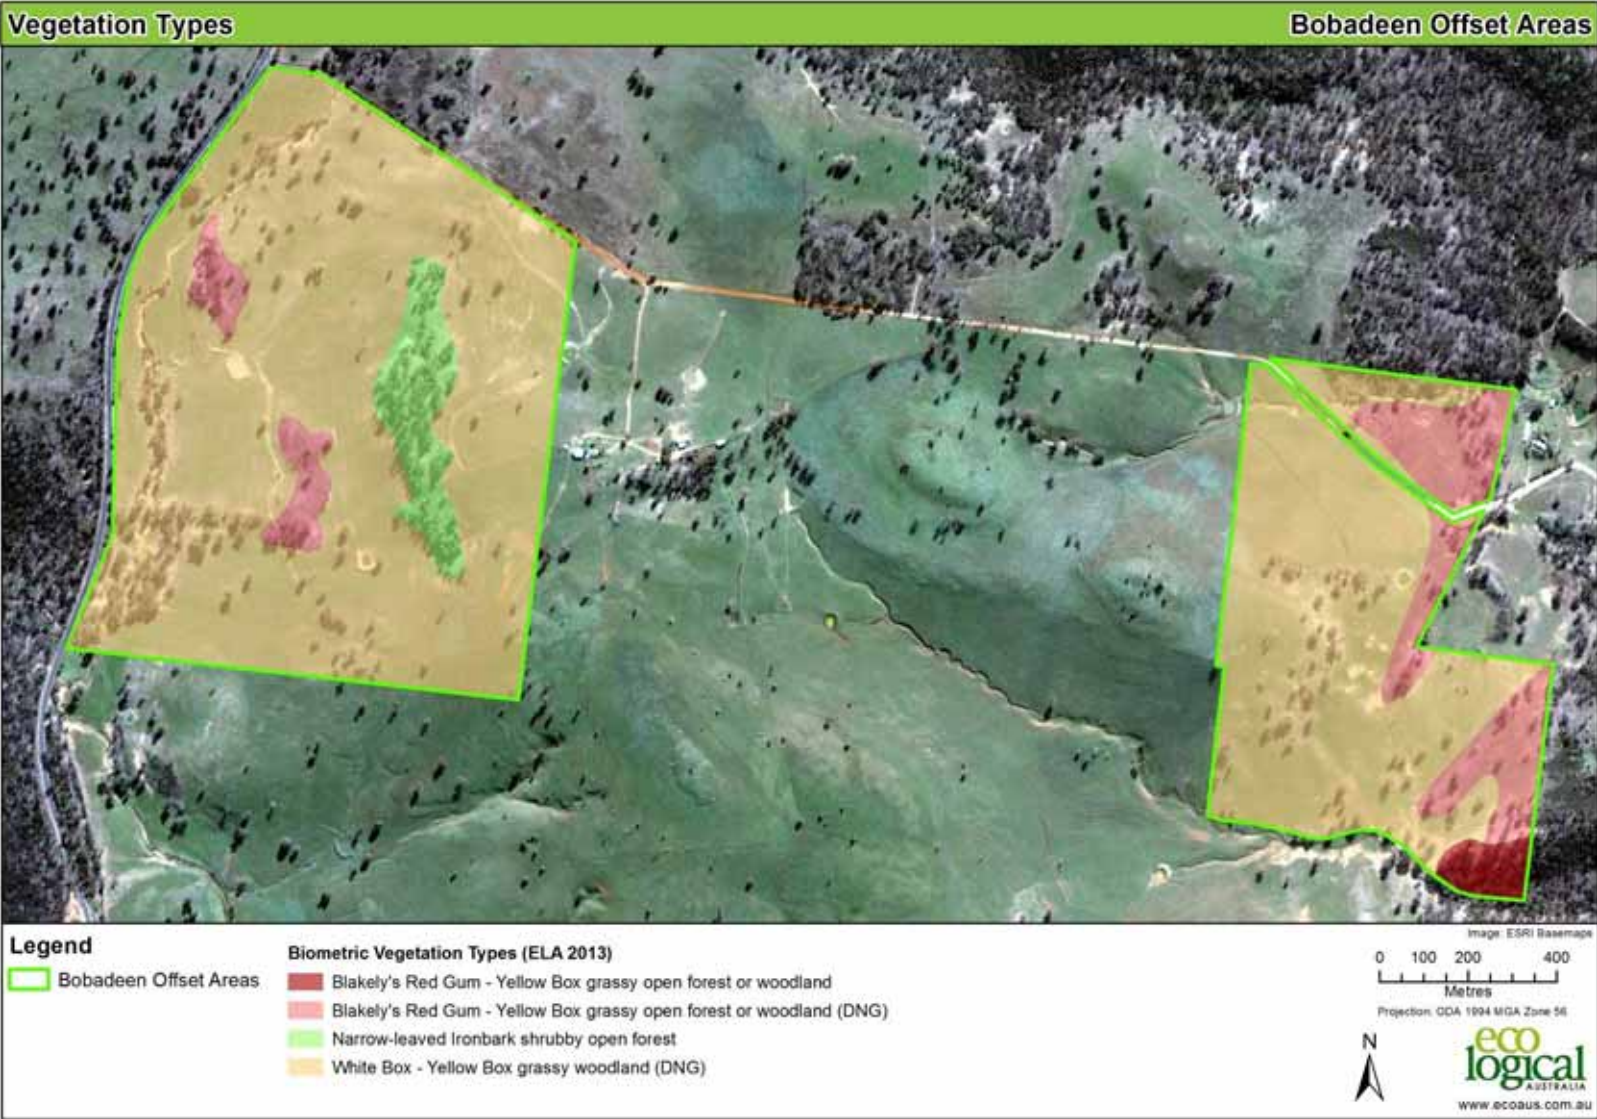 Vegetation Types
Bobadeen Offset Areas
Image: ESRI Basemaps
Legend
Bobadeen Offset Areas
Biometric Vegetation Types (ELA 2013)
Blakely's Red Gum - Yellow Box grassy open forest or woodland
Blakely's Red Gum - Yellow Box grassy open forest or woodland (DNG)
Narrow-leaved Ironbark shrubby open forest
White Box - Yellow Box grassy woodland (DNG)
0 100 200 400
Metres
Projection: GDA 1994 MGA Zone 56
N
eco
logical
AUSTRALIA
www.ecoaus.com.au